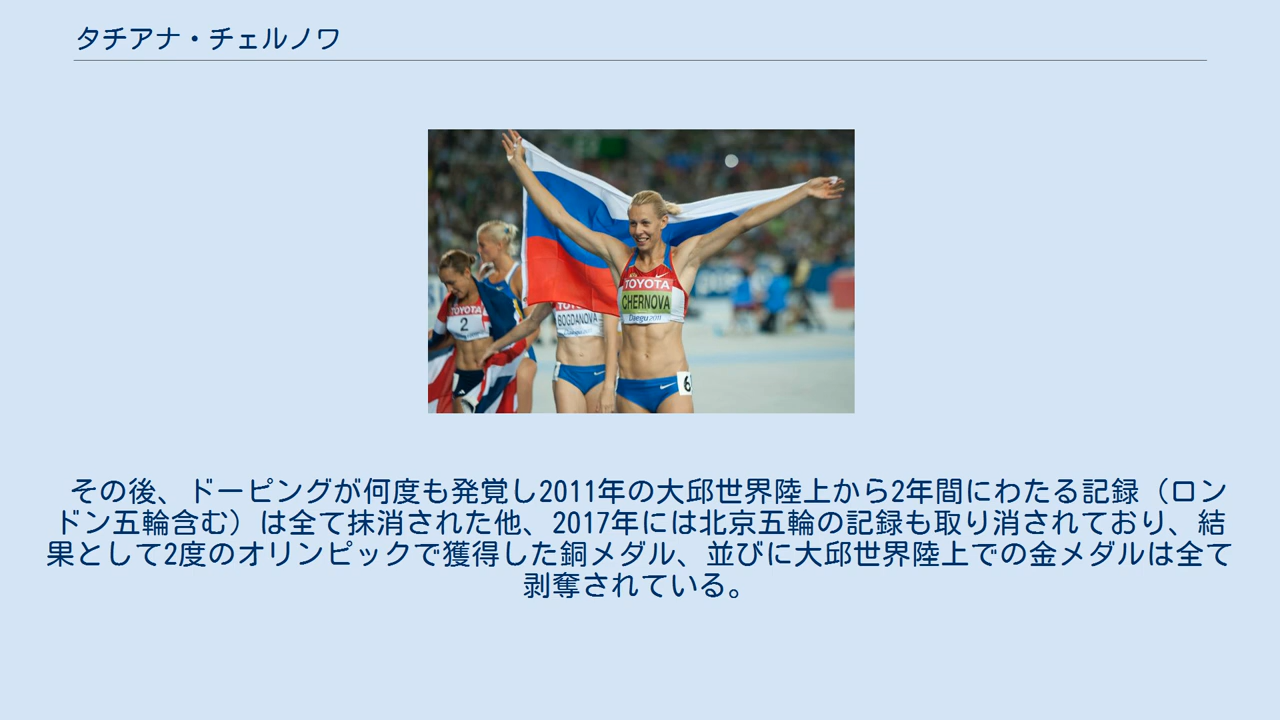 タチアナ・チェルノワ
TOYOTA
2
TOYOTA
BOGDANOVA
TOYOTA
CHERNOVA
Daegu 2011
6
その後、ドーピングが何度も発覚し2011年の大邱世界陸上から2年間にわたる記録（ロン
ドン五輪含む）は全て抹消された他、2017年には北京五輪の記録も取り消されており、結
果として2度のオリンピックで獲得した銅メダル、並びに大邱世界陸上での金メダルは全て
剥奪されている。